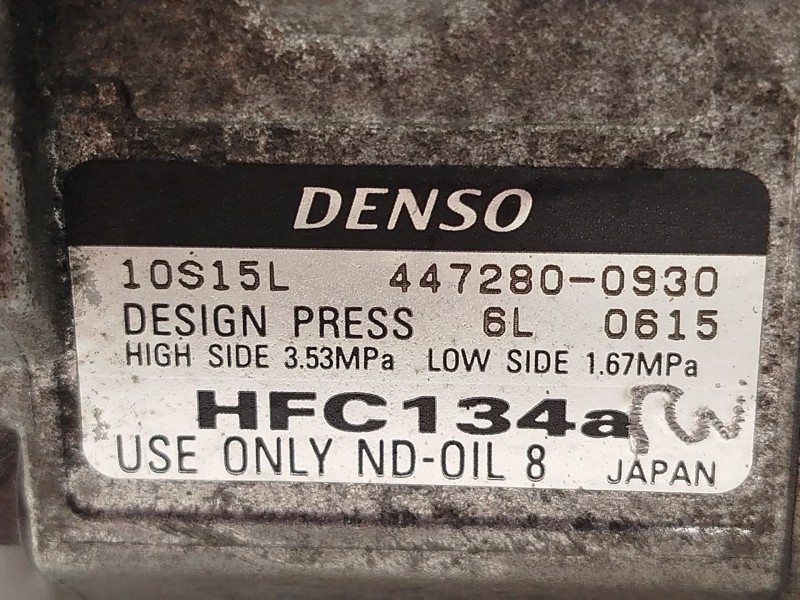 DENSO
10S15L 447280-0930
DESIGN PRESS 6L 0615
HIGH SIDE 3.53MPa LOW SIDE 1.67MPa
HFC134a
USE ONLY ND-OIL 8 JAPAN